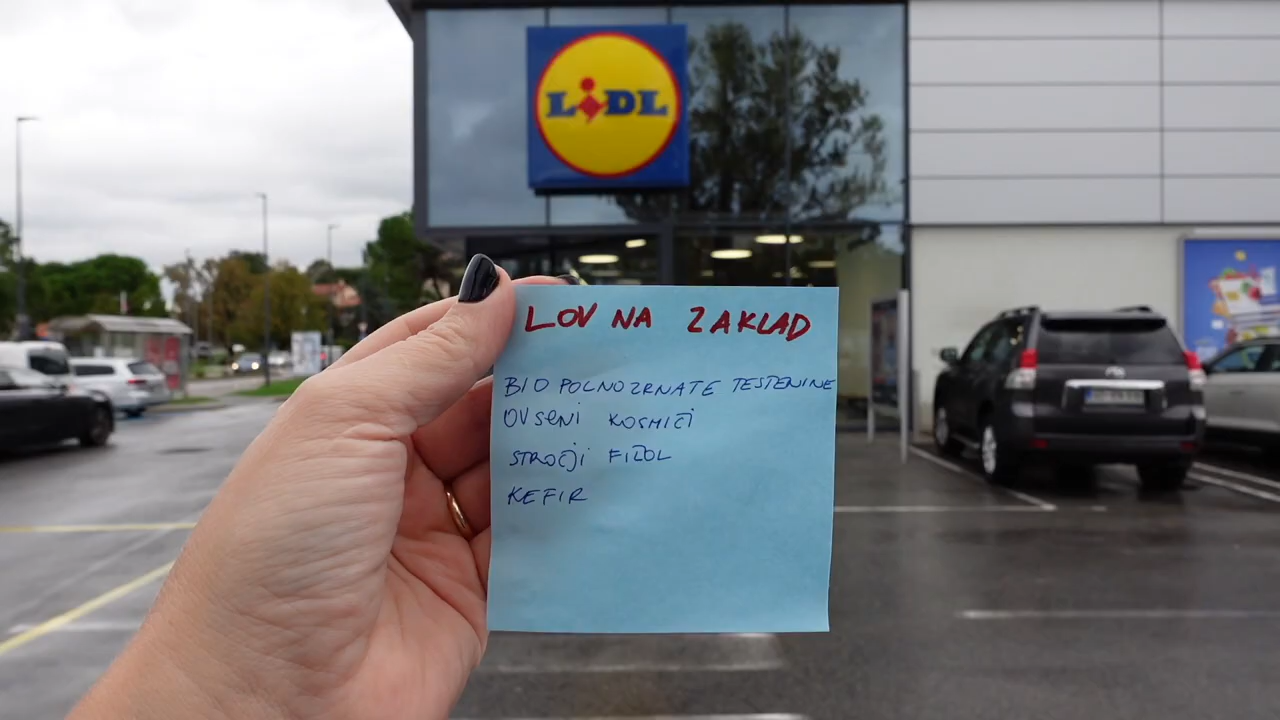 LIDL
LOV NA ZAKLAD
BIO POLNOZRNATE TESTENINE
OVSENI KOSMIČI
STROČJI FIŽOL
KEFIR